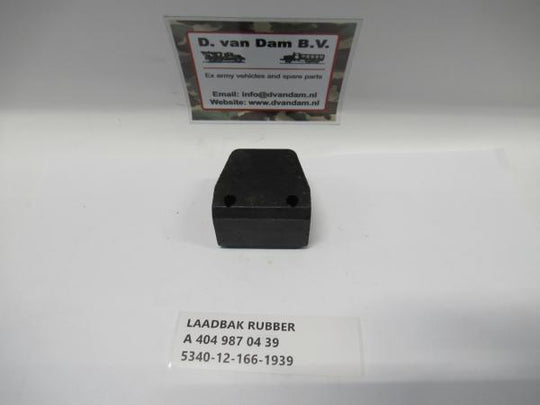 D. van Dam B.V.
Ex army vehicles and spare parts
Email: info@dvandam.nl
Website: www.dvandam.nl
LAADBAK RUBBER
A 404 987 04 39
5340-12-166-1939